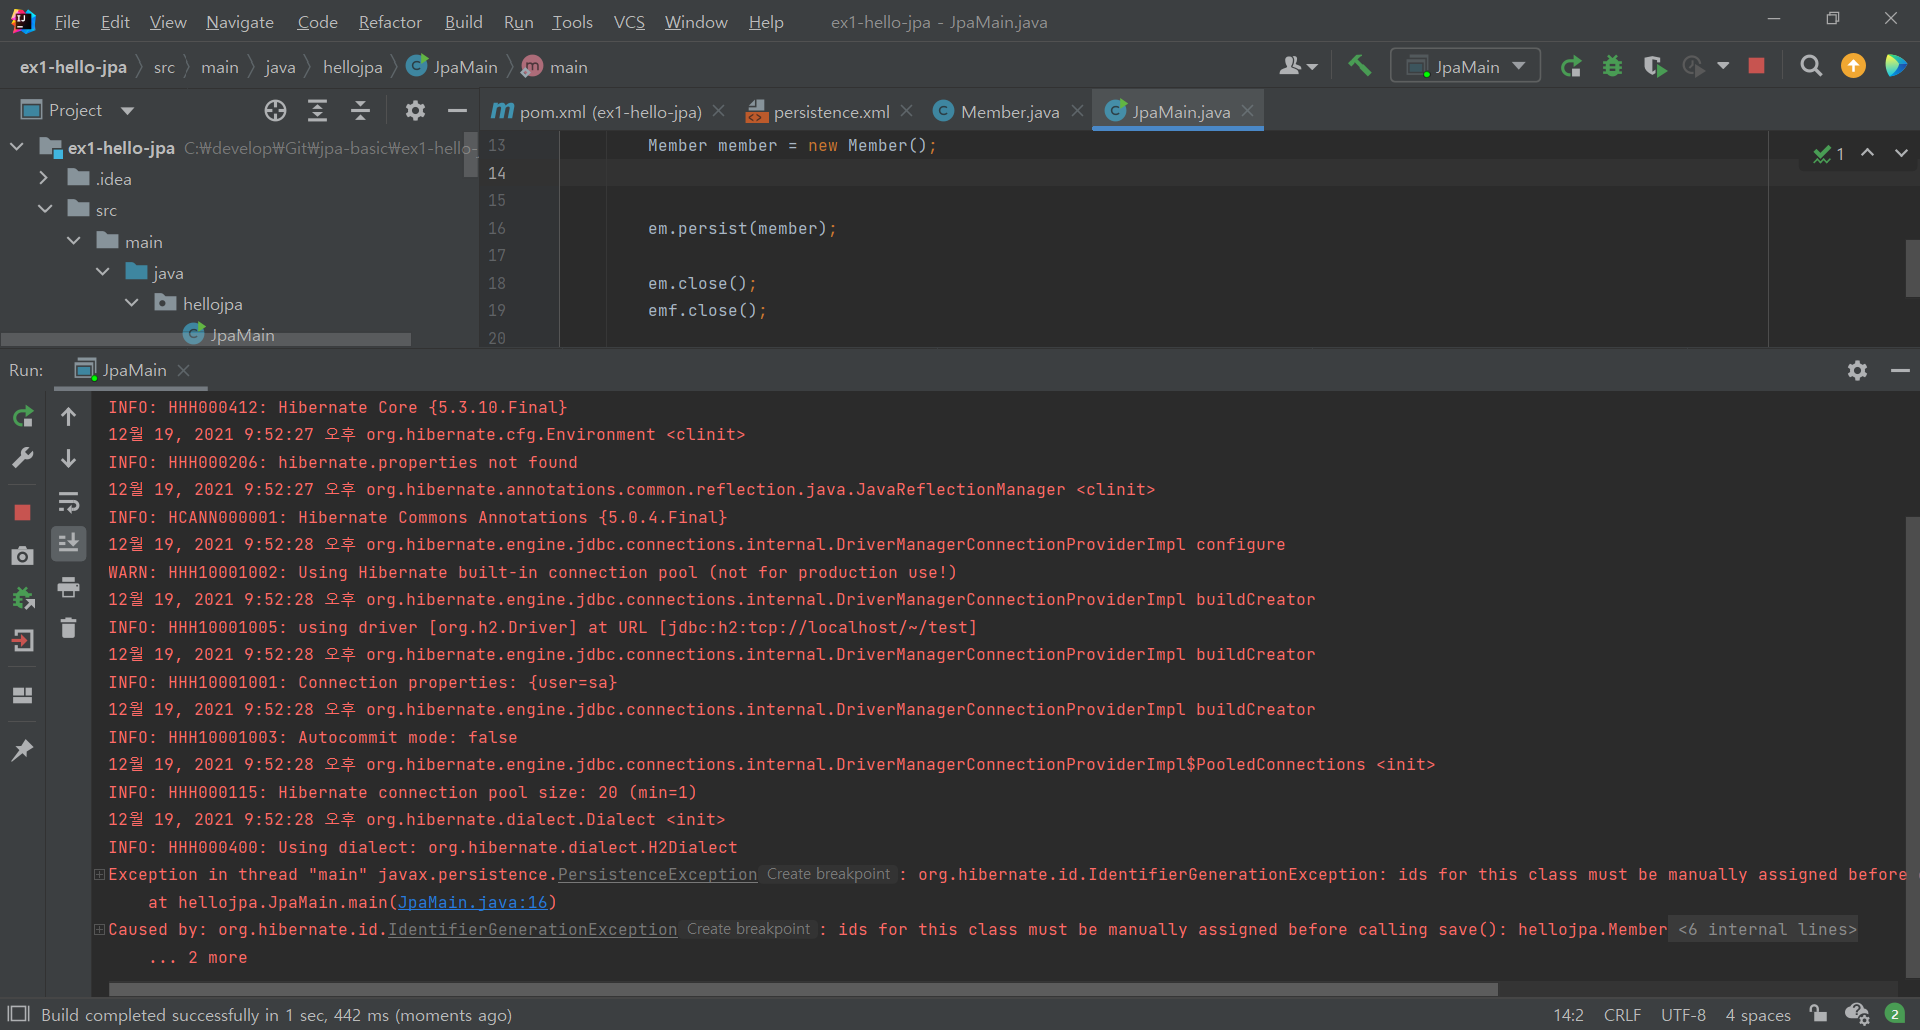 File Edit View Navigate Code Refactor Build Run Tools VCS Window Help ex1-hello-jpa - JpaMain.java
ex1-hello-jpa src main java hellojpa JpaMain main JpaMain
Project pom.xml (ex1-hello-jpa) persistence.xml Member.java JpaMain.java
ex1-hello-jpa C:₩develop₩Git₩jpa-basic₩ex1-hello-
.idea
src
main
java
hellojpa
JpaMain
13 Member member = new Member();
14
15
16 em.persist(member);
17
18 em.close();
19 emf.close();
20
1
Run: JpaMain
INFO: HHH000412: Hibernate Core {5.3.10.Final}
12월 19, 2021 9:52:27 오후 org.hibernate.cfg.Environment <clinit>
INFO: HHH000206: hibernate.properties not found
12월 19, 2021 9:52:27 오후 org.hibernate.annotations.common.reflection.java.JavaReflectionManager <clinit>
INFO: HCANN000001: Hibernate Commons Annotations {5.0.4.Final}
12월 19, 2021 9:52:28 오후 org.hibernate.engine.jdbc.connections.internal.DriverManagerConnectionProviderImpl configure
WARN: HHH10001002: Using Hibernate built-in connection pool (not for production use!)
12월 19, 2021 9:52:28 오후 org.hibernate.engine.jdbc.connections.internal.DriverManagerConnectionProviderImpl buildCreator
INFO: HHH10001005: using driver [org.h2.Driver] at URL [jdbc:h2:tcp://localhost/~/test]
12월 19, 2021 9:52:28 오후 org.hibernate.engine.jdbc.connections.internal.DriverManagerConnectionProviderImpl buildCreator
INFO: HHH10001001: Connection properties: {user=sa}
12월 19, 2021 9:52:28 오후 org.hibernate.engine.jdbc.connections.internal.DriverManagerConnectionProviderImpl buildCreator
INFO: HHH10001003: Autocommit mode: false
12월 19, 2021 9:52:28 오후 org.hibernate.engine.jdbc.connections.internal.DriverManagerConnectionProviderImpl$PooledConnections <init>
INFO: HHH000115: Hibernate connection pool size: 20 (min=1)
12월 19, 2021 9:52:28 오후 org.hibernate.dialect.Dialect <init>
INFO: HHH000400: Using dialect: org.hibernate.dialect.H2Dialect
Exception in thread "main" javax.persistence.PersistenceException Create breakpoint : org.hibernate.id.IdentifierGenerationException: ids for this class must be manually assigned before
at hellojpa.JpaMain.main(JpaMain.java:16)
Caused by: org.hibernate.id.IdentifierGenerationException Create breakpoint : ids for this class must be manually assigned before calling save(): hellojpa.Member <6 internal lines>
... 2 more
Build completed successfully in 1 sec, 442 ms (moments ago) 14:2 CRLF UTF-8 4 spaces 2